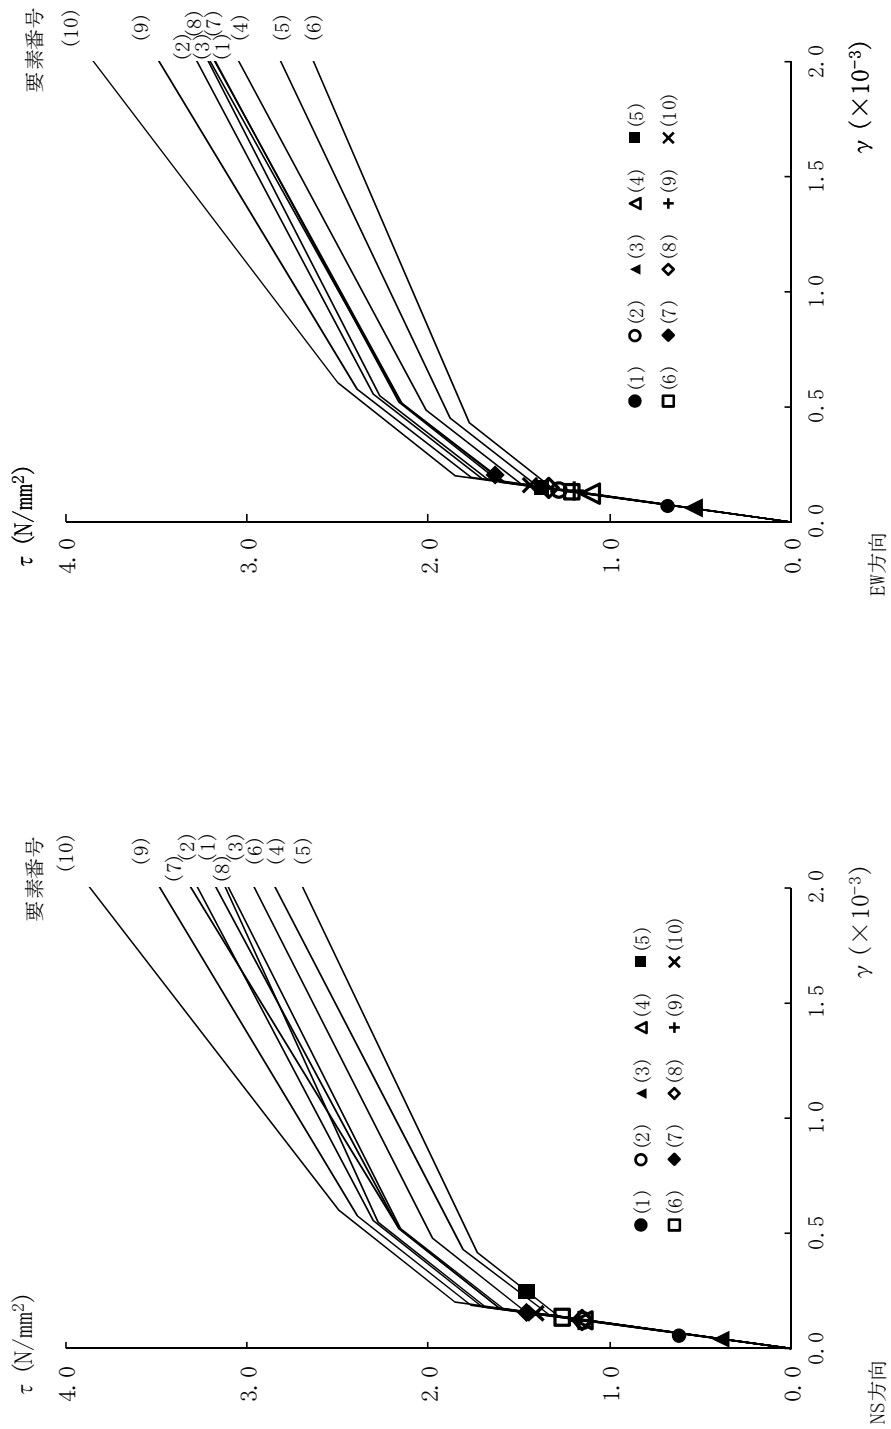 τ (N/mm²)
要素番号
4.0
3.0
2.0
1.0
0.0
(10)
(9)
(7)
(2)
(1)
(8)
(3)
(6)
(4)
(5)
●(1) ○(2) ▲(3) △(4) ■(5)
□(6) ◆(7) ◇(8) +(9) ×(10)
0.0 0.5 1.0 1.5 2.0
γ (×10⁻³)
NS方向
τ (N/mm²)
要素番号
4.0
3.0
2.0
1.0
0.0
(10)
(9)
(2)
(8)
(3)
(7)
(1)
(4)
(5)
(6)
●(1) ○(2) ▲(3) △(4) ■(5)
□(6) ◆(7) ◇(8) +(9) ×(10)
0.0 0.5 1.0 1.5 2.0
γ (×10⁻³)
EW方向